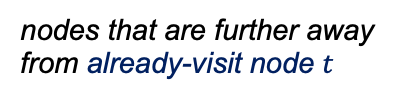 nodes that are further away
from already-visit node t